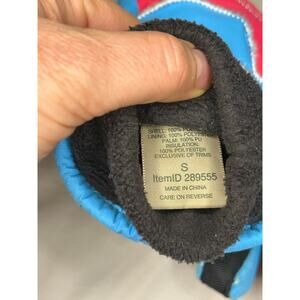 SHELL: 100% POLYESTER
LINING: 100% POLYESTER
PALM: 100% PU
INSULATION:
100% POLYESTER
EXCLUSIVE OF TRIMS
S
ItemID 289555
MADE IN CHINA
CARE ON REVERSE